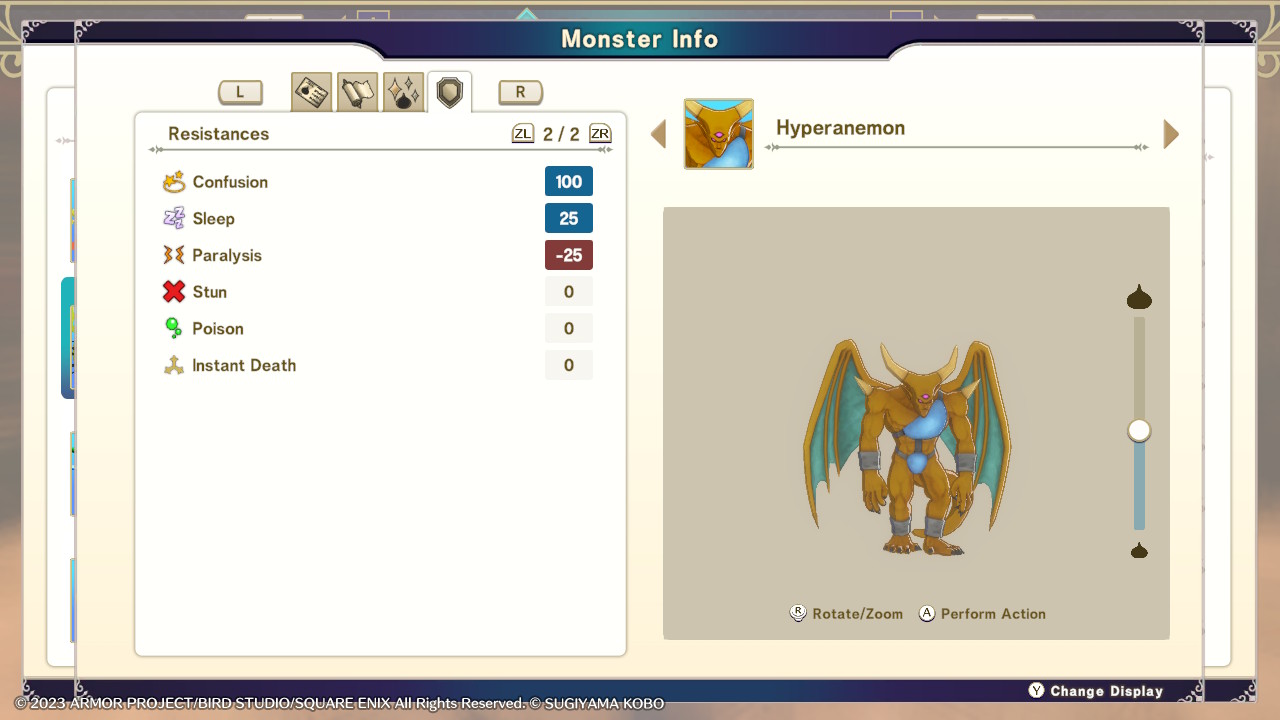 Monster Info
L
R
Resistances
ZL 2 / 2 ZR
Confusion 100
Sleep 25
Paralysis -25
Stun 0
Poison 0
Instant Death 0
Hyperanemon
R Rotate/Zoom A Perform Action
Y Change Display
© 2023 ARMOR PROJECT/BIRD STUDIO/SQUARE ENIX All Rights Reserved. © SUGIYAMA KOBO